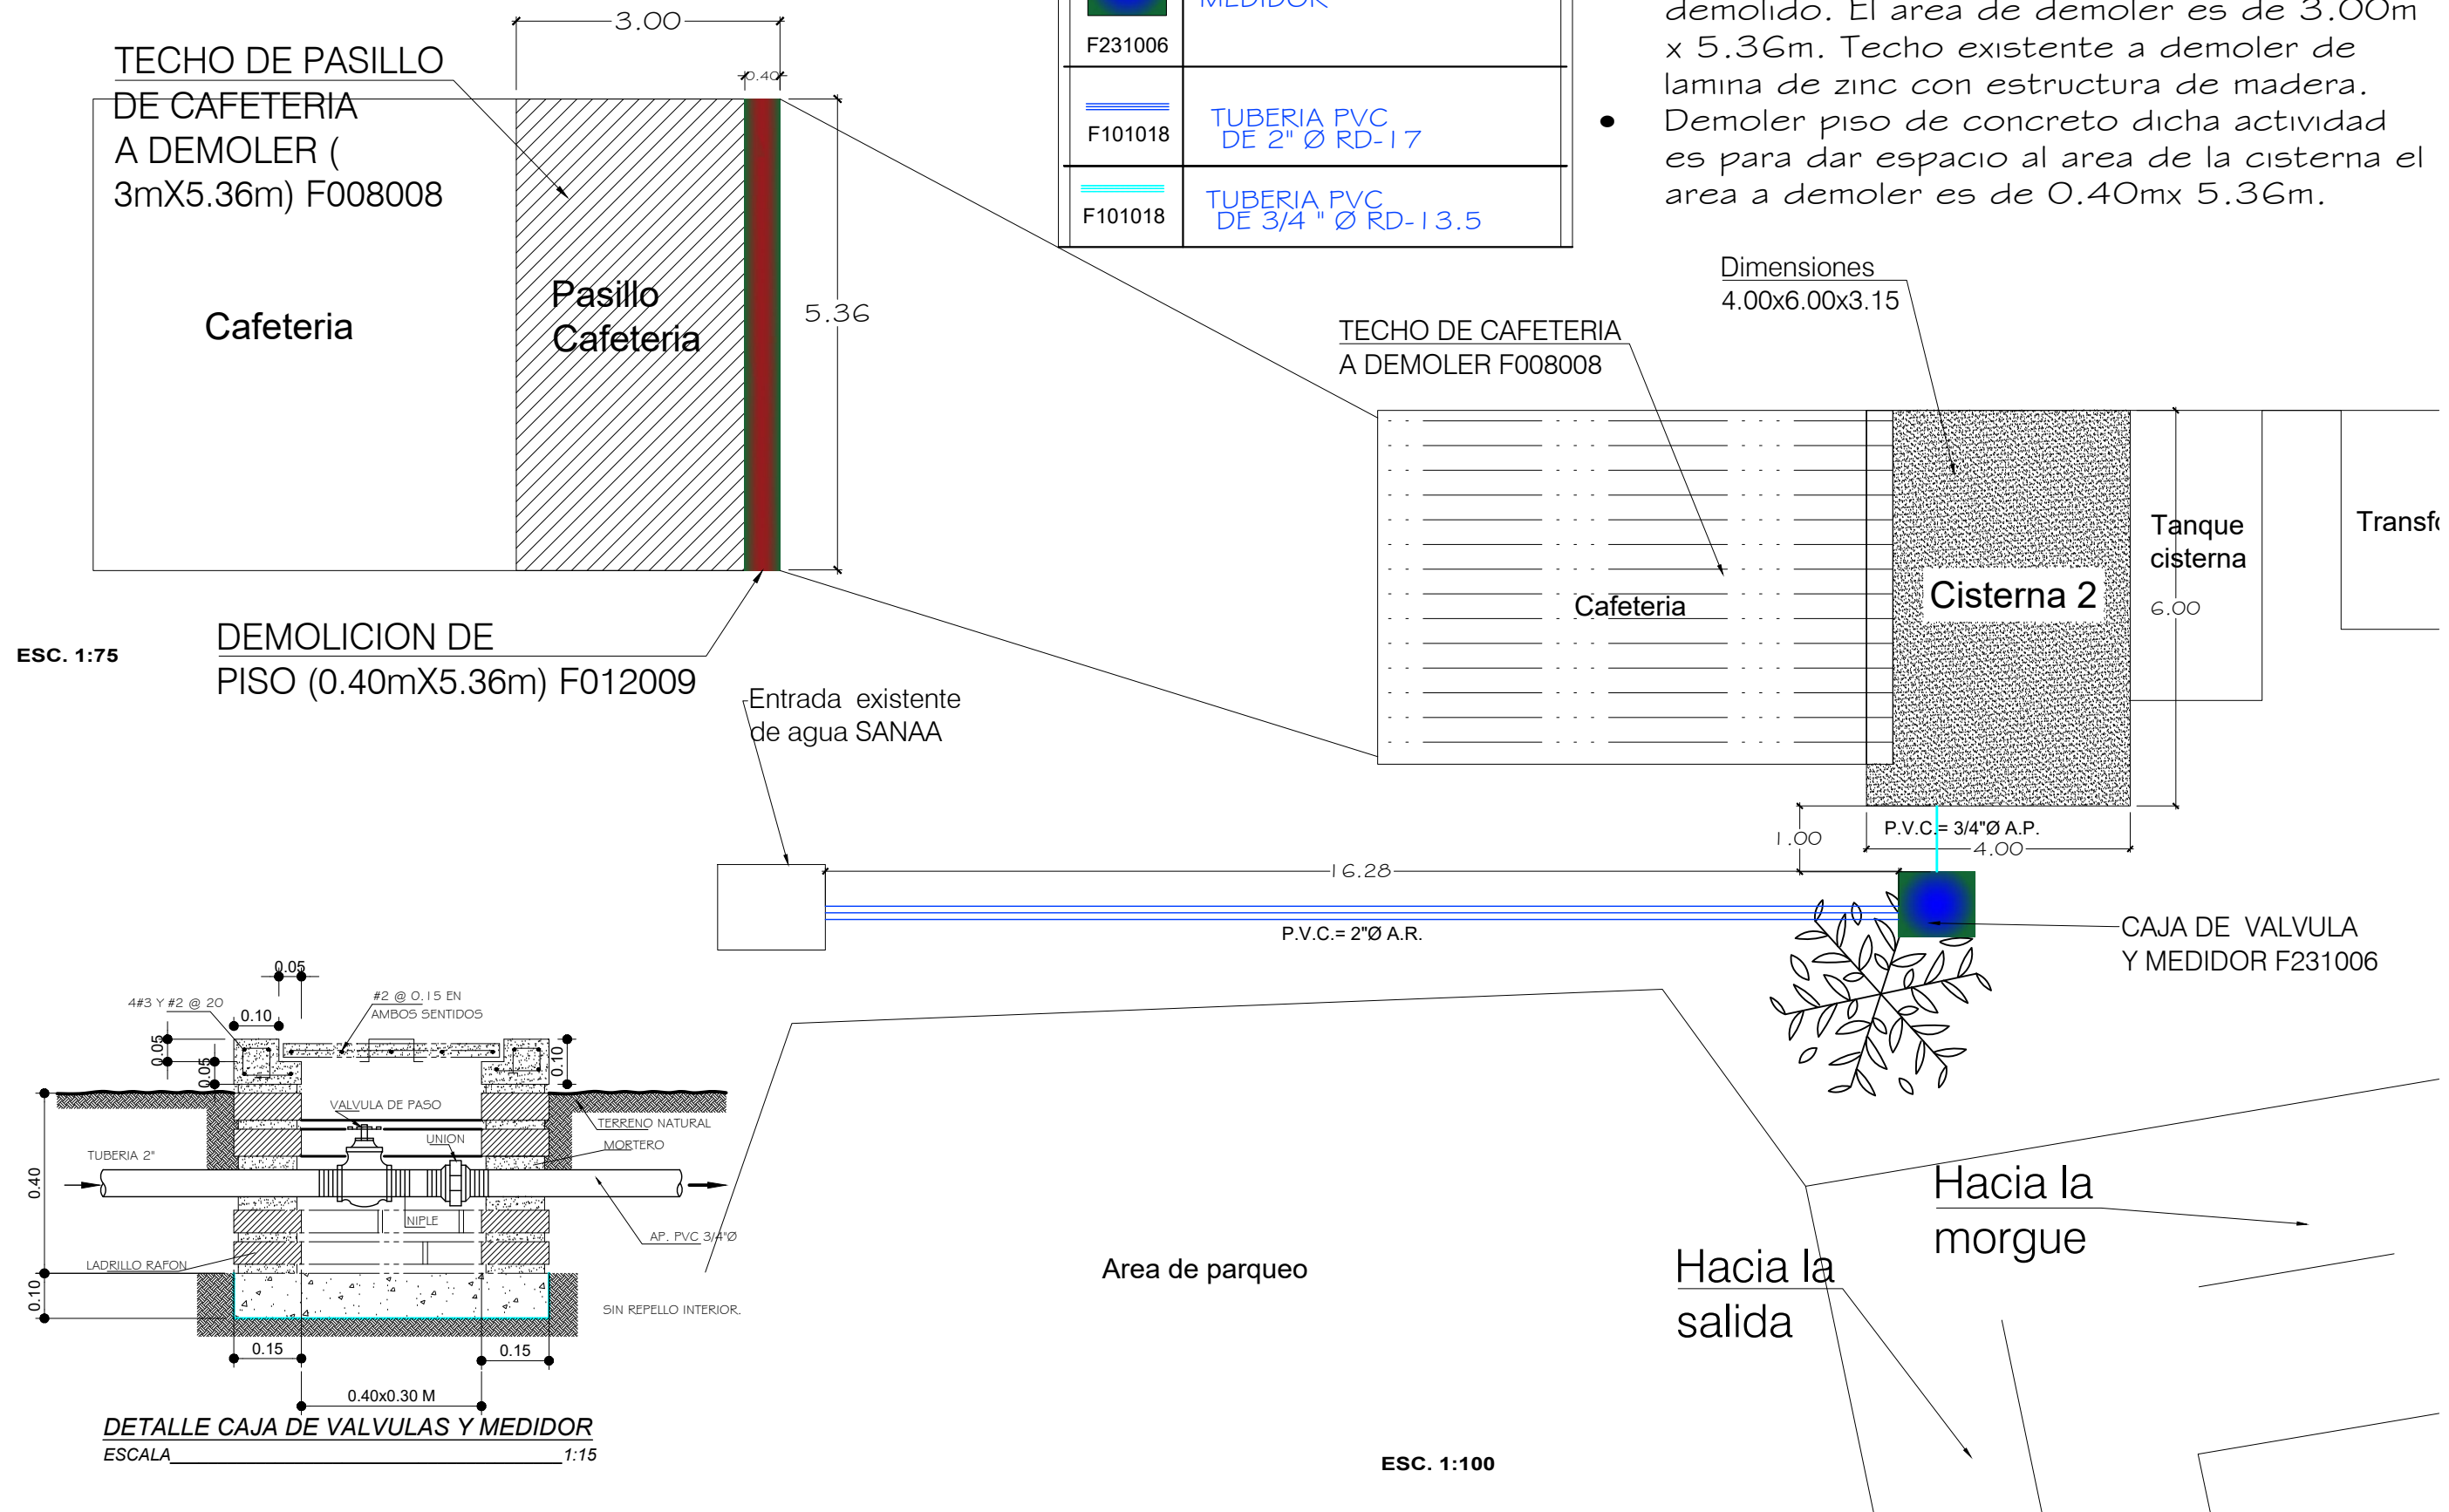 3.00
TECHO DE PASILLO
DE CAFETERIA
A DEMOLER (
3mX5.36m) F008008
0.40
Cafeteria
Pasillo
Cafeteria
5.36
ESC. 1:75
DEMOLICION DE
PISO (0.40mX5.36m) F012009
MEDIDOR
F231006
F101018
TUBERIA PVC
DE 2" Ø RD-17
F101018
TUBERIA PVC
DE 3/4 " Ø RD-13.5
demolido. El area de demoler es de 3.00m
x 5.36m. Techo existente a demoler de
lamina de zinc con estructura de madera.
• Demoler piso de concreto dicha actividad
es para dar espacio al area de la cisterna el
area a demoler es de 0.40mx 5.36m.
Dimensiones
4.00x6.00x3.15
TECHO DE CAFETERIA
A DEMOLER F008008
Cafeteria
Cisterna 2
Tanque
cisterna
6.00
Entrada existente
de agua SANAA
1.00
P.V.C.= 3/4"Ø A.P.
4.00
16.28
P.V.C.= 2"Ø A.R.
CAJA DE VALVULA
Y MEDIDOR F231006
0.05
4#3 Y #2 @ 20
0.10
#2 @ 0.15 EN
AMBOS SENTIDOS
0.05
0.05
0.10
VALVULA DE PASO
TERRENO NATURAL
UNION
MORTERO
TUBERIA 2"
0.40
NIPLE
AP. PVC 3/4"Ø
LADRILLO RAFON
0.10
SIN REPELLO INTERIOR.
0.15
0.15
0.40x0.30 M
DETALLE CAJA DE VALVULAS Y MEDIDOR
ESCALA 1:15
Area de parqueo
Hacia la
morgue
Hacia la
salida
ESC. 1:100